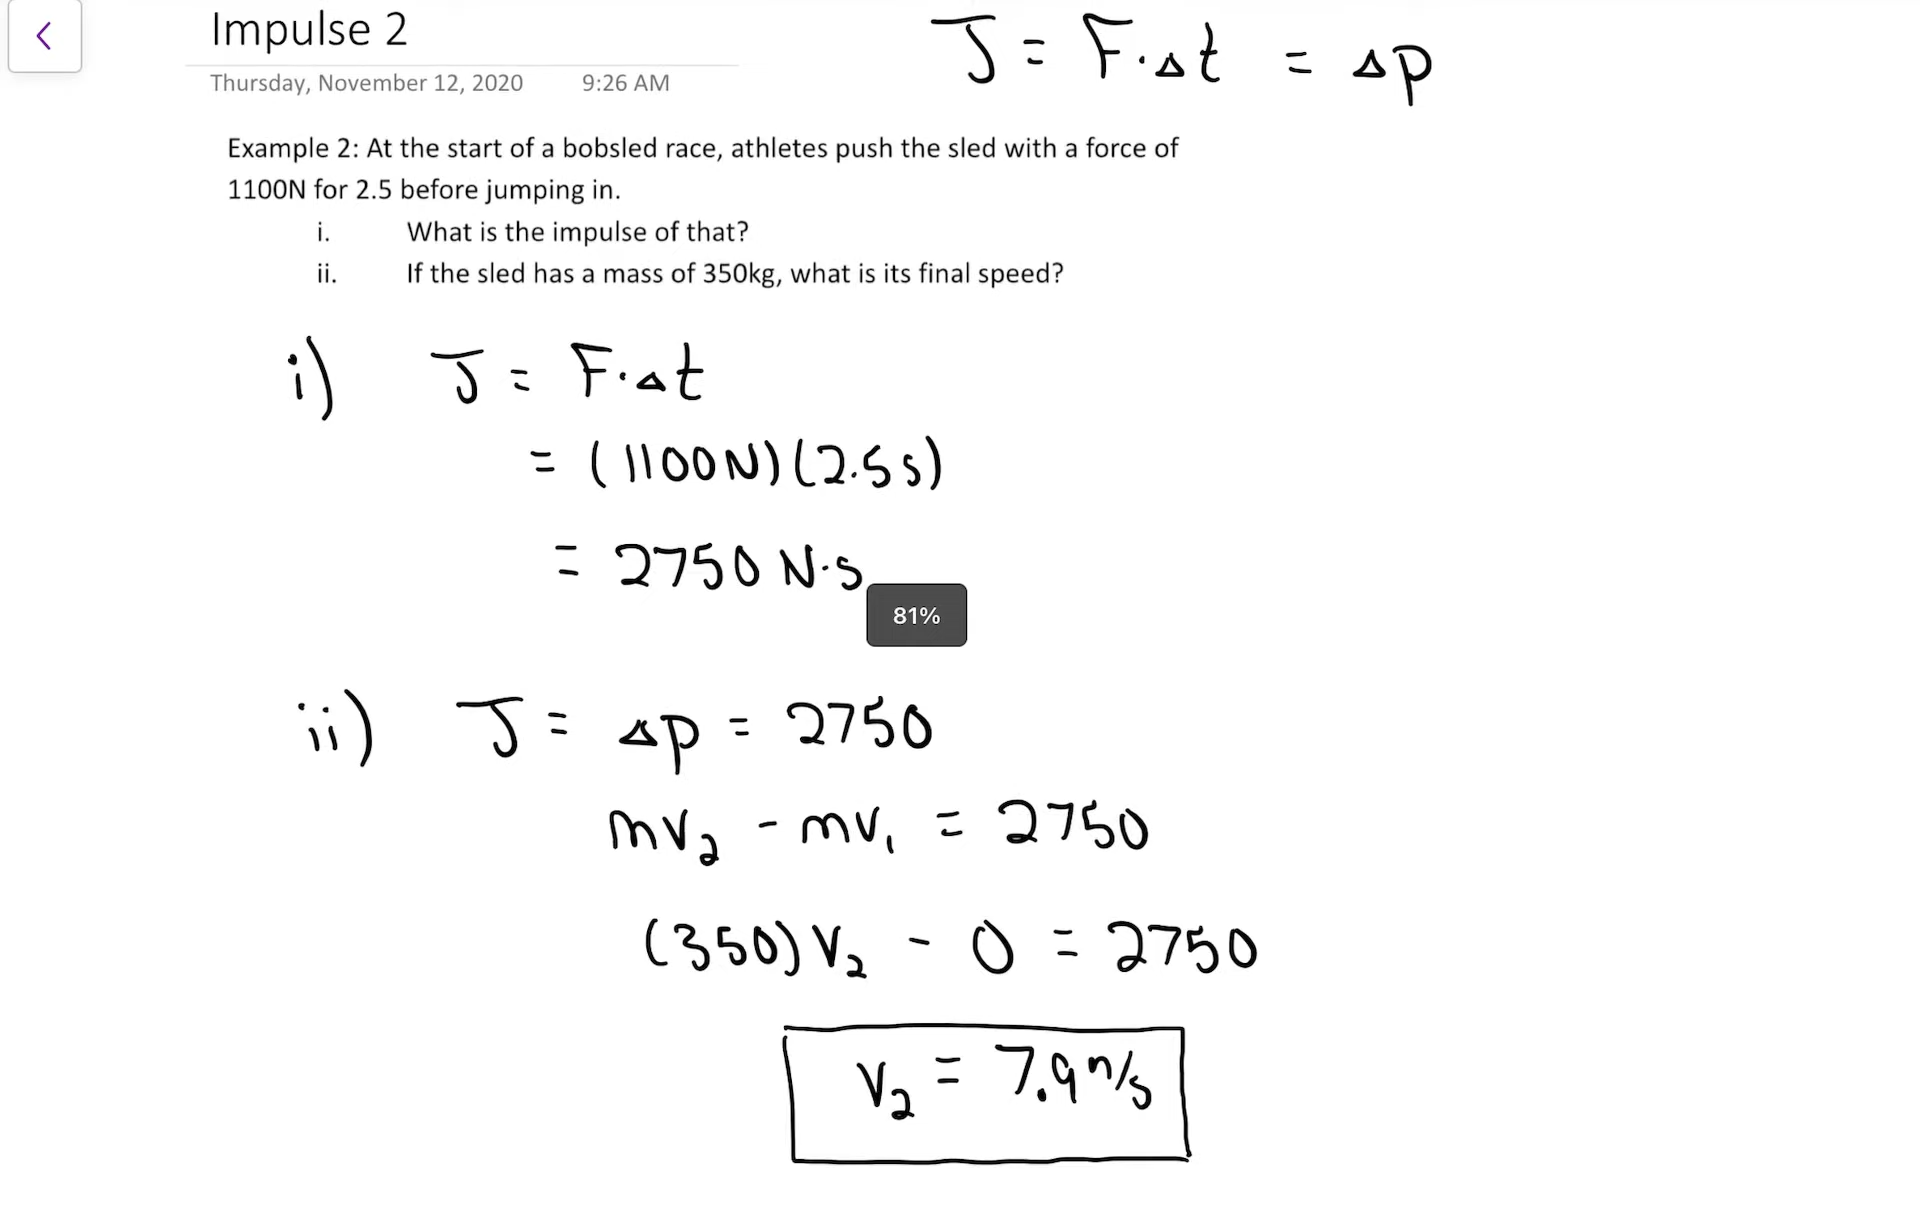 Impulse 2
J = F·Δt = Δp
Thursday, November 12, 2020 9:26 AM
Example 2: At the start of a bobsled race, athletes push the sled with a force of
1100N for 2.5 before jumping in.
i. What is the impulse of that?
ii. If the sled has a mass of 350kg, what is its final speed?
i) J = F·Δt
= (1100N)(2.5s)
= 2750 N·s
81%
ii) J = Δp = 2750
mv₂ - mv₁ = 2750
(350)v₂ - 0 = 2750
v₂ = 7.9 m/s